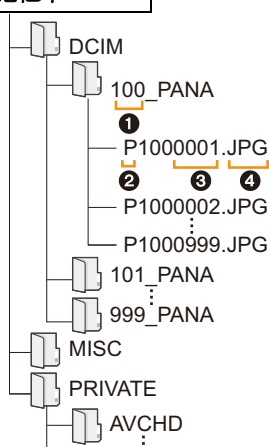 DCIM
100_PANA
❶
P1000001.JPG
❷ ❸ ❹
P1000002.JPG
P1000999.JPG
101_PANA
999_PANA
MISC
PRIVATE
AVCHD